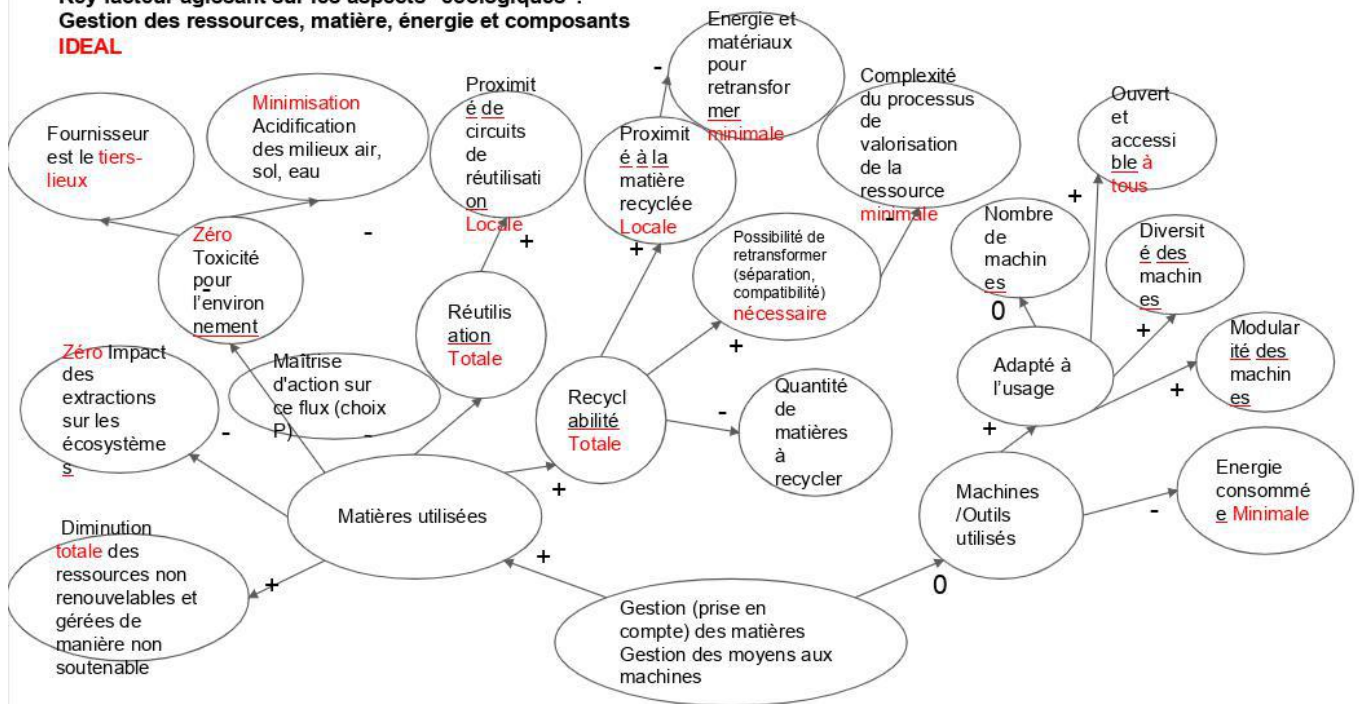 Key facteur agissant sur les aspects "écologiques" :
Gestion des ressources, matière, énergie et composants
IDEAL
Fournisseur
est le tiers-
lieux
Minimisation
Acidification
des milieux air,
sol, eau
Proximit
é de
circuits
de
réutilisati
on
Locale
Energie et
matériaux
pour
retransfor
mer
minimale
Proximit
é à la
matière
recyclée
Locale
Complexité
du processus
de
valorisation
de la
ressource
minimale
Ouvert
et
accessi
ble à
tous
Zéro
Toxicité
pour
l'environ
nement
Possibilité de
retransformer
(séparation,
compatibilité)
nécessaire
Nombre
de
machin
es
Diversit
é des
machin
es
Zéro Impact
des
extractions
sur les
écosystème
s
Maîtrise
d'action sur
ce flux (choix
P)
Réutilis
ation
Totale
Recycl
abilité
Totale
Quantité
de
matières
à
recycler
Adapté à
l'usage
Modular
ité des
machin
es
Matières utilisées
Machines
/Outils
utilisés
Energie
consommé
e Minimale
Diminution
totale des
ressources non
renouvelables et
gérées de
manière non
soutenable
Gestion (prise en
compte) des matières
Gestion des moyens aux
machines
-
-
-
-
-
-
-
-
+
+
+
+
+
+
+
+
+
+
+
0
0